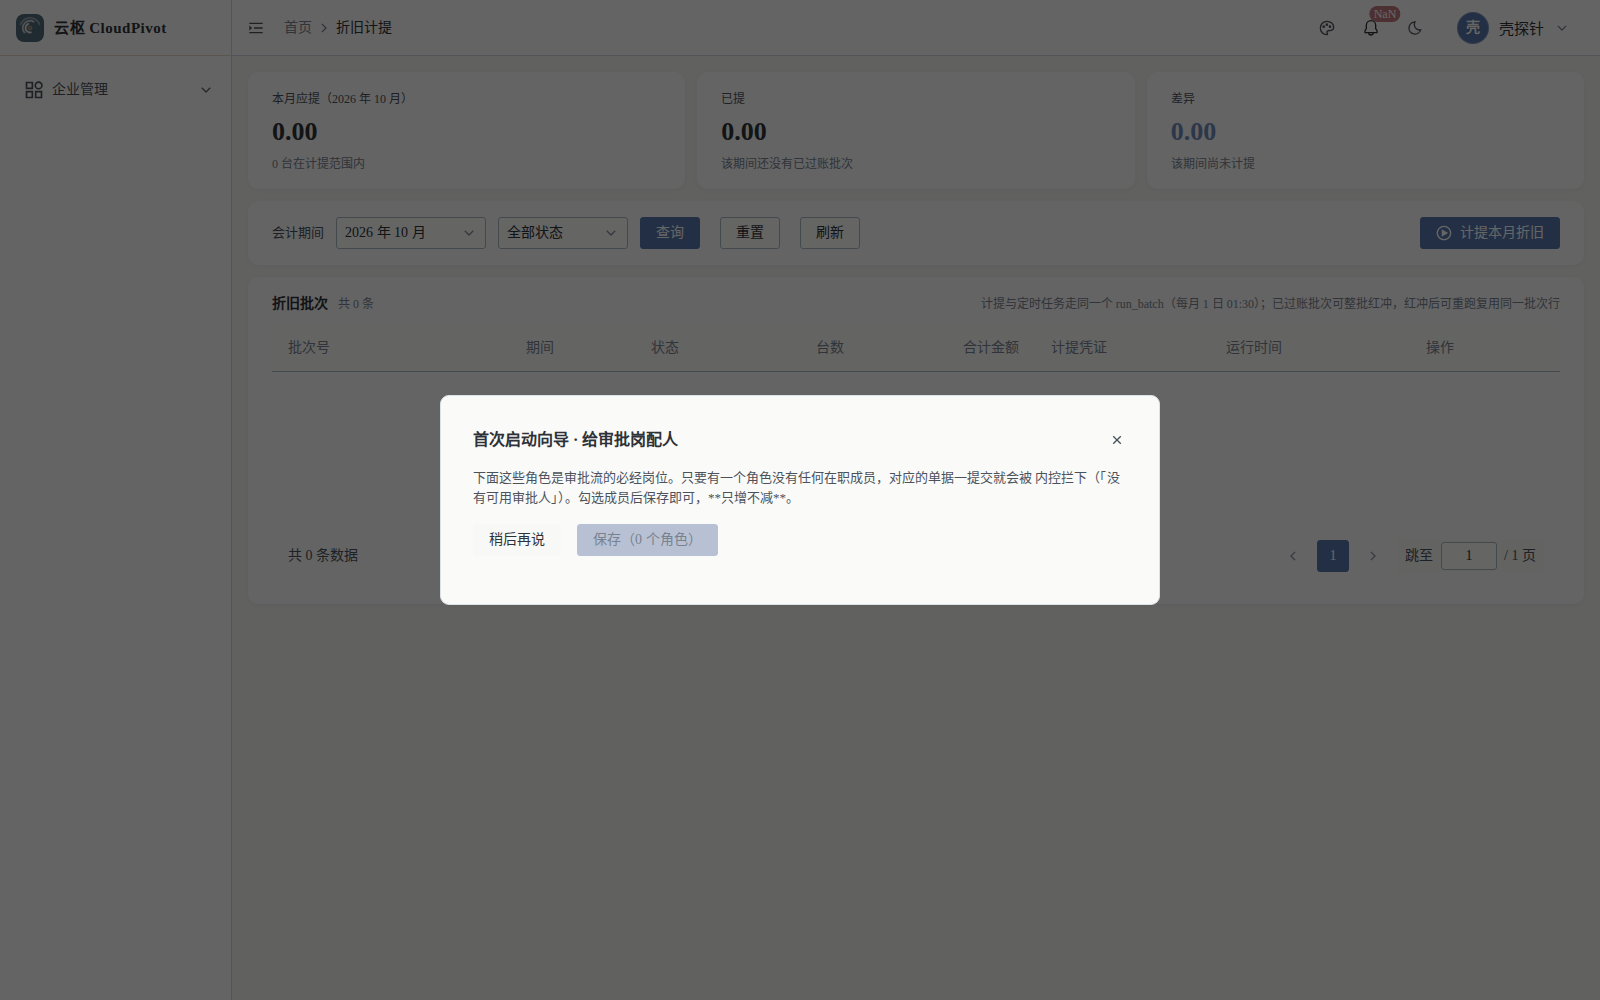 云枢 CloudPivot
首页 折旧计提
NaN
壳 壳探针
企业管理
本月应提（2026 年 10 月）
0.00
0 台在计提范围内
已提
0.00
该期间还没有已过账批次
差异
0.00
该期间尚未计提
会计期间 2026 年 10 月 全部状态 查询 重置 刷新 计提本月折旧
折旧批次 共 0 条
计提与定时任务走同一个 run_batch（每月 1 日 01:30）；已过账批次可整批红冲，红冲后可重跑复用同一批次行
批次号 期间 状态 台数 合计金额 计提凭证 运行时间 操作
首次启动向导 · 给审批岗配人
下面这些角色是审批流的必经岗位。只要有一个角色没有任何在职成员，对应的单据一提交就会被 内控拦下（「没
有可用审批人」）。勾选成员后保存即可，**只增不减**。
稍后再说 保存（0 个角色）
共 0 条数据
1 跳至 1 / 1 页